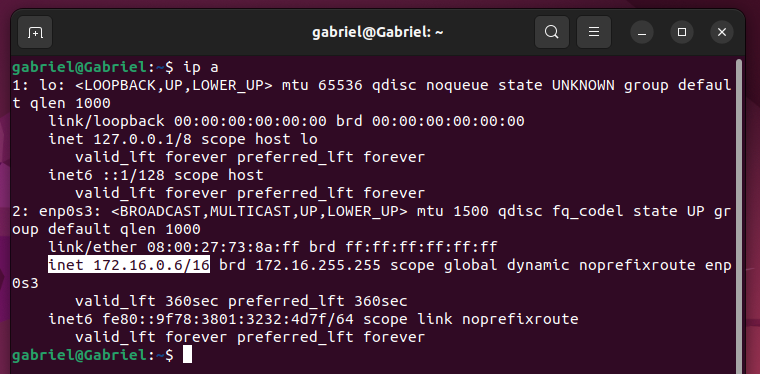 gabriel@Gabriel: ~
gabriel@Gabriel:~$ ip a
1: lo: <LOOPBACK,UP,LOWER_UP> mtu 65536 qdisc noqueue state UNKNOWN group defaul
t qlen 1000
    link/loopback 00:00:00:00:00:00 brd 00:00:00:00:00:00
    inet 127.0.0.1/8 scope host lo
       valid_lft forever preferred_lft forever
    inet6 ::1/128 scope host
       valid_lft forever preferred_lft forever
2: enp0s3: <BROADCAST,MULTICAST,UP,LOWER_UP> mtu 1500 qdisc fq_codel state UP gr
oup default qlen 1000
    link/ether 08:00:27:73:8a:ff brd ff:ff:ff:ff:ff:ff
    inet 172.16.0.6/16 brd 172.16.255.255 scope global dynamic noprefixroute enp
0s3
       valid_lft 360sec preferred_lft 360sec
    inet6 fe80::9f78:3801:3232:4d7f/64 scope link noprefixroute
       valid_lft forever preferred_lft forever
gabriel@Gabriel:~$